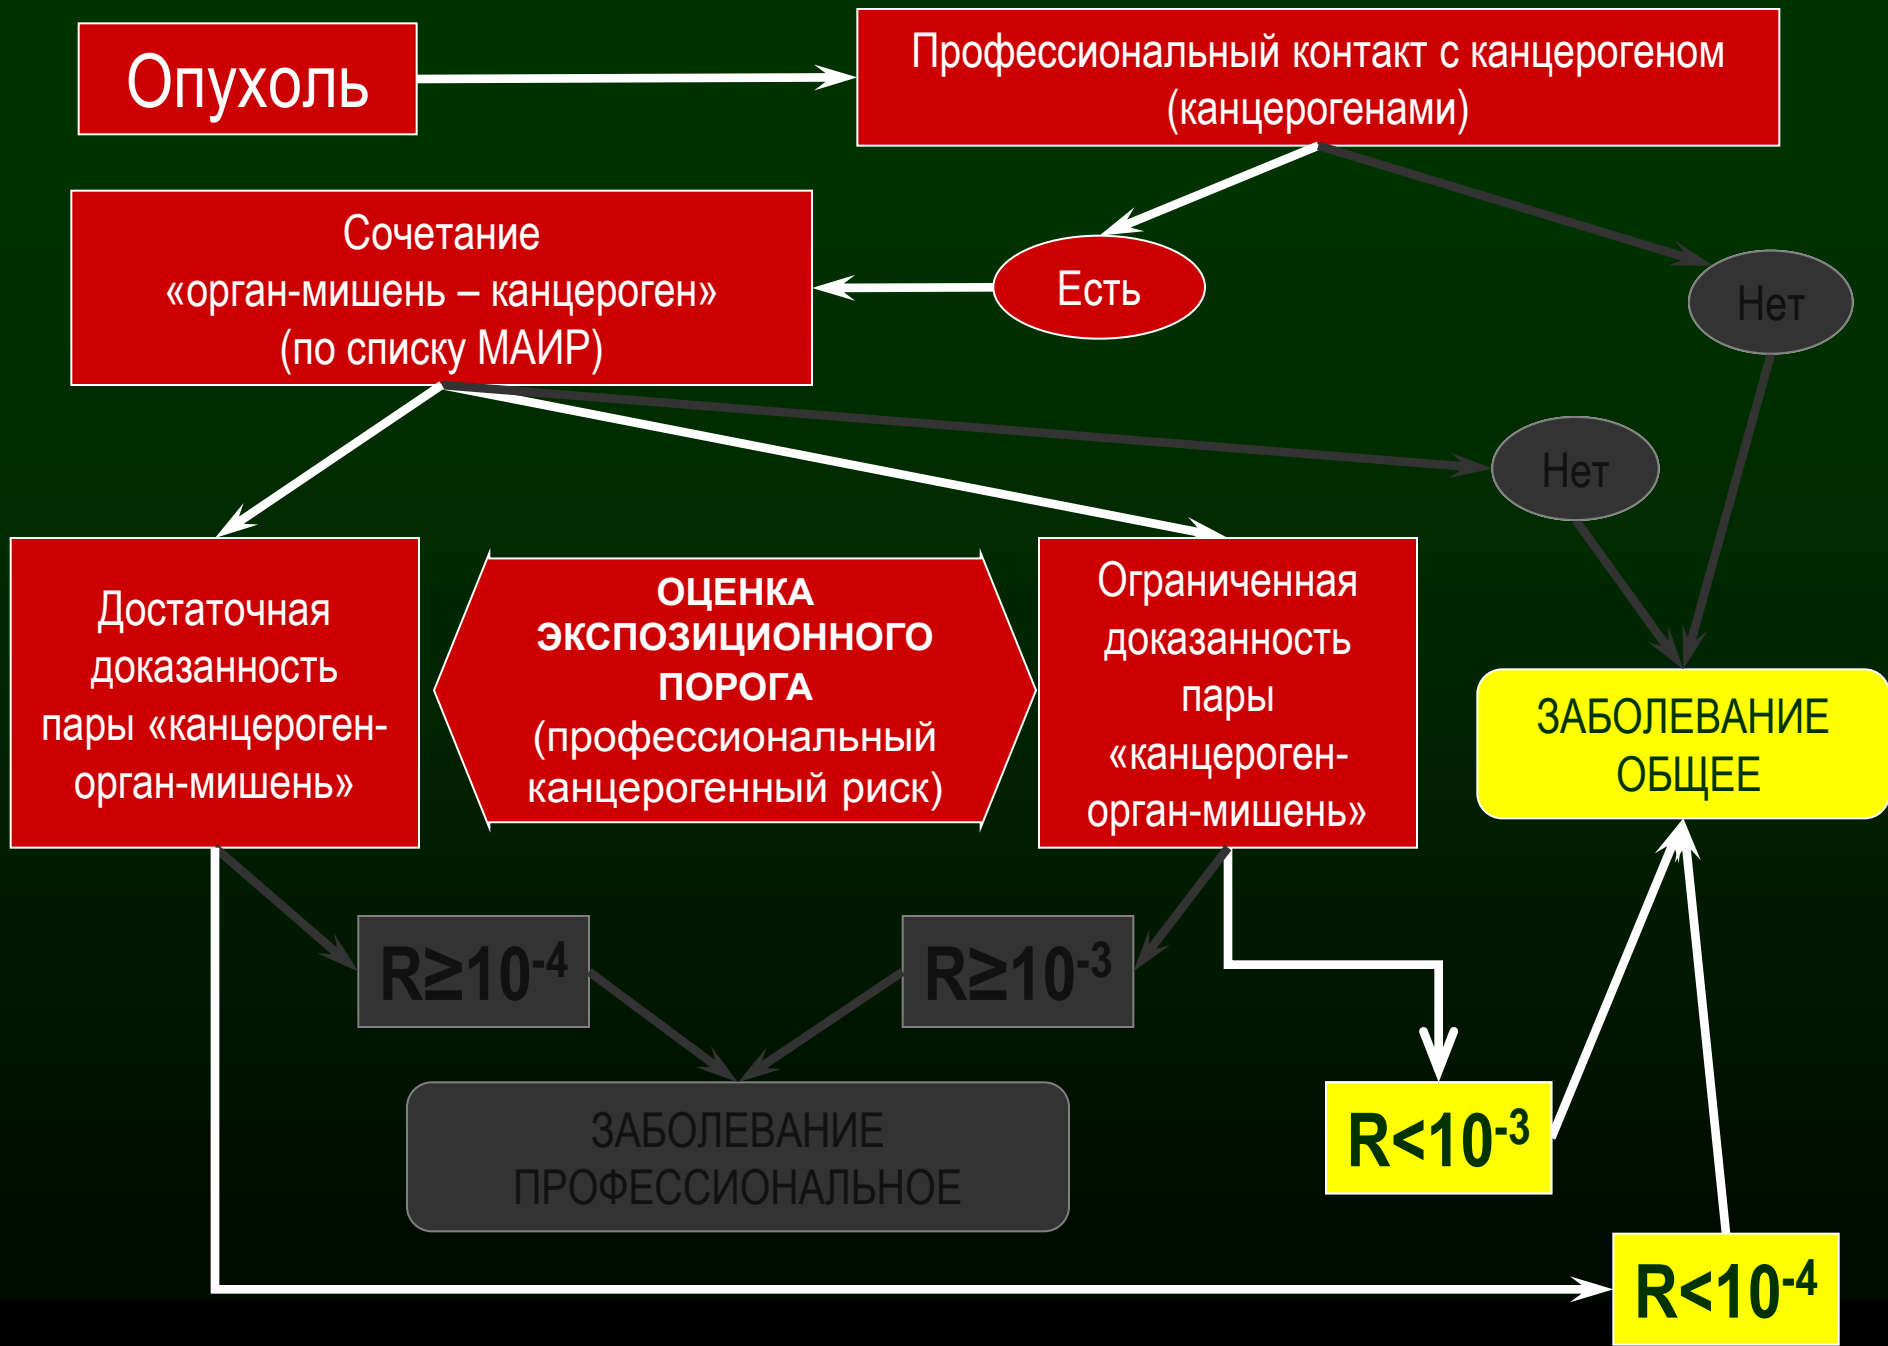 Опухоль
Профессиональный контакт с канцерогеном
(канцерогенами)
Сочетание
«орган-мишень – канцероген»
(по списку МАИР)
Есть
Нет
Нет
Достаточная
доказанность
пары «канцероген-
орган-мишень»
ОЦЕНКА
ЭКСПОЗИЦИОННОГО
ПОРОГА
(профессиональный
канцерогенный риск)
Ограниченная
доказанность
пары
«канцероген-
орган-мишень»
ЗАБОЛЕВАНИЕ
ОБЩЕЕ
R≥10⁻⁴
R≥10⁻³
ЗАБОЛЕВАНИЕ
ПРОФЕССИОНАЛЬНОЕ
R<10⁻³
R<10⁻⁴